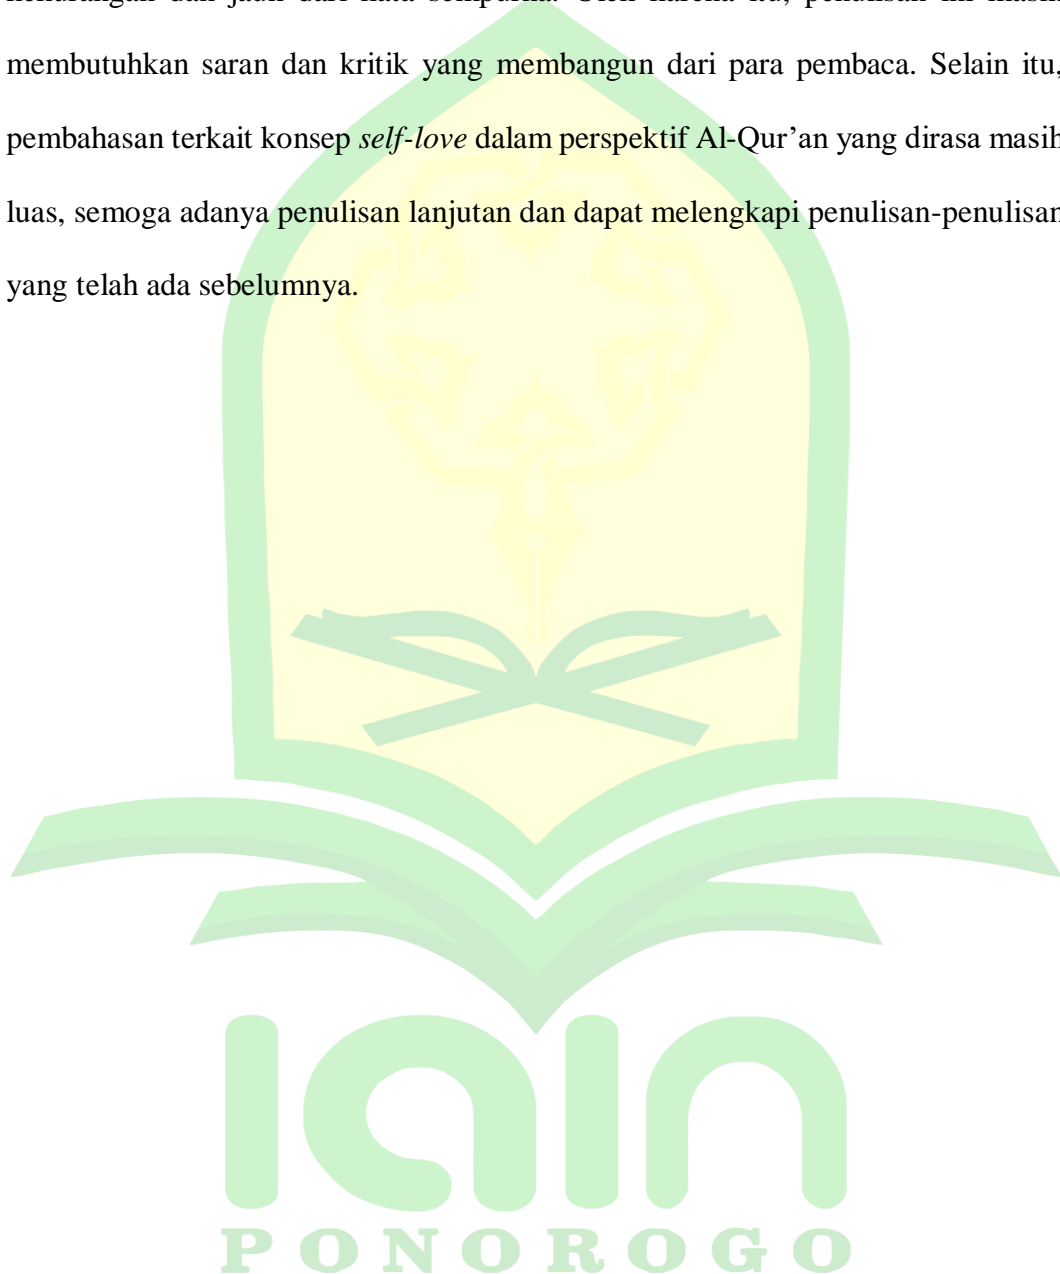 membutuhkan saran dan kritik yang membangun dari para pembaca. Selain itu,
pembahasan terkait konsep self-love dalam perspektif Al-Qur’an yang dirasa masih
luas, semoga adanya penulisan lanjutan dan dapat melengkapi penulisan-penulisan
yang telah ada sebelumnya.
iain
PONOROGO